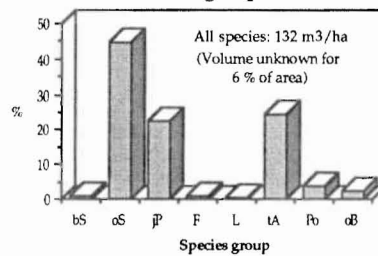 50
40
30
20
10
0
%
All species: 132 m3/ha
(Volume unknown for
6 % of area)
bS oS jP F L tA Po oB
Species group